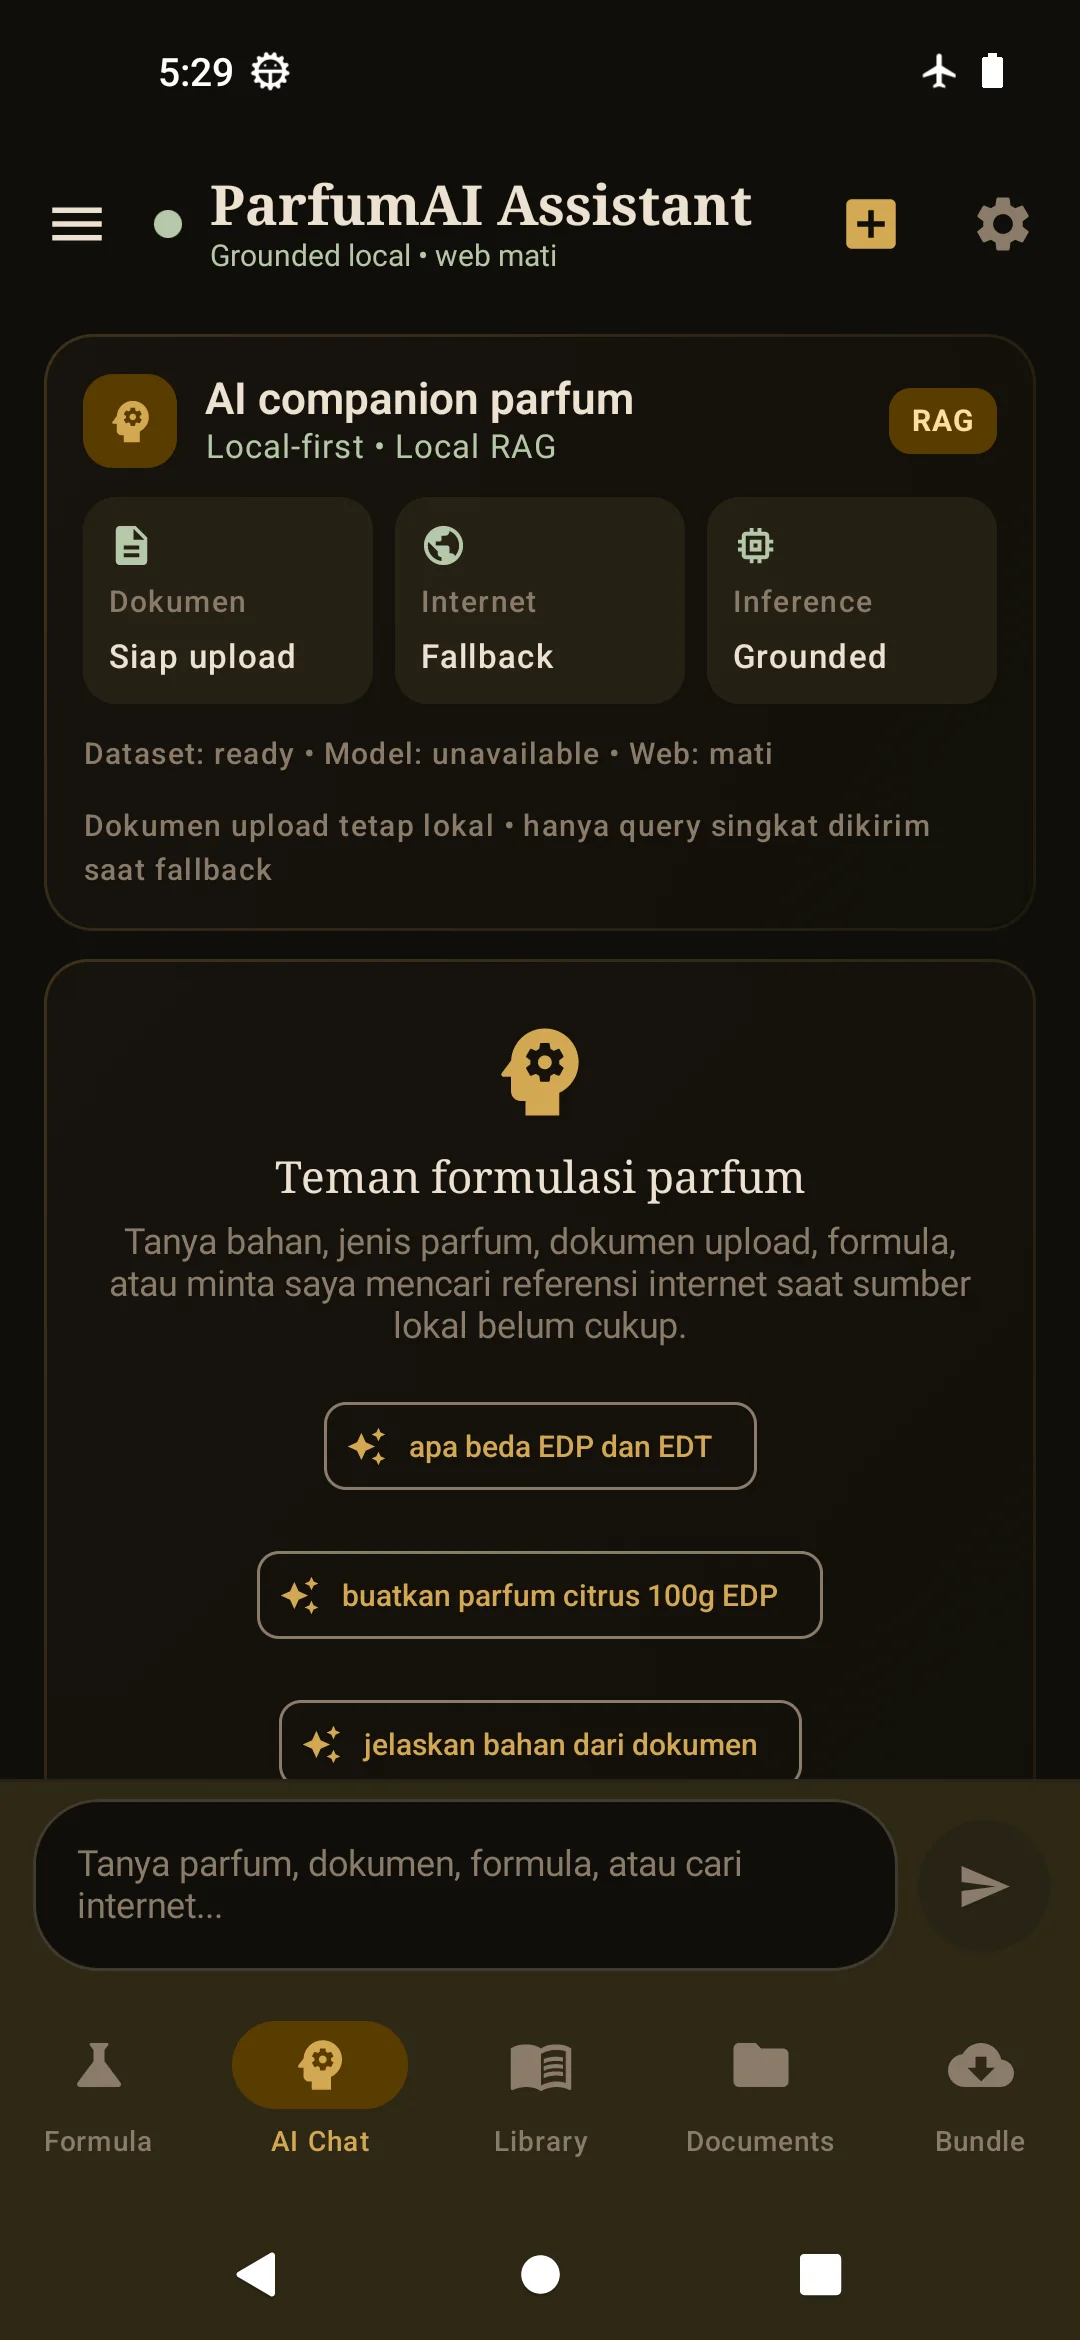 5:29
ParfumAI Assistant
Grounded local • web mati
AI companion parfum
Local-first • Local RAG
RAG
Dokumen
Siap upload
Internet
Fallback
Inference
Grounded
Dataset: ready • Model: unavailable • Web: mati
Dokumen upload tetap lokal • hanya query singkat dikirim
saat fallback
Teman formulasi parfum
Tanya bahan, jenis parfum, dokumen upload, formula,
atau minta saya mencari referensi internet saat sumber
lokal belum cukup.
apa beda EDP dan EDT
buatkan parfum citrus 100g EDP
jelaskan bahan dari dokumen
Tanya parfum, dokumen, formula, atau cari
internet...
Formula
AI Chat
Library
Documents
Bundle